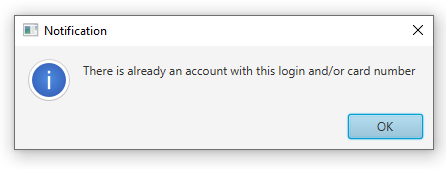 Notification
There is already an account with this login and/or card number
OK